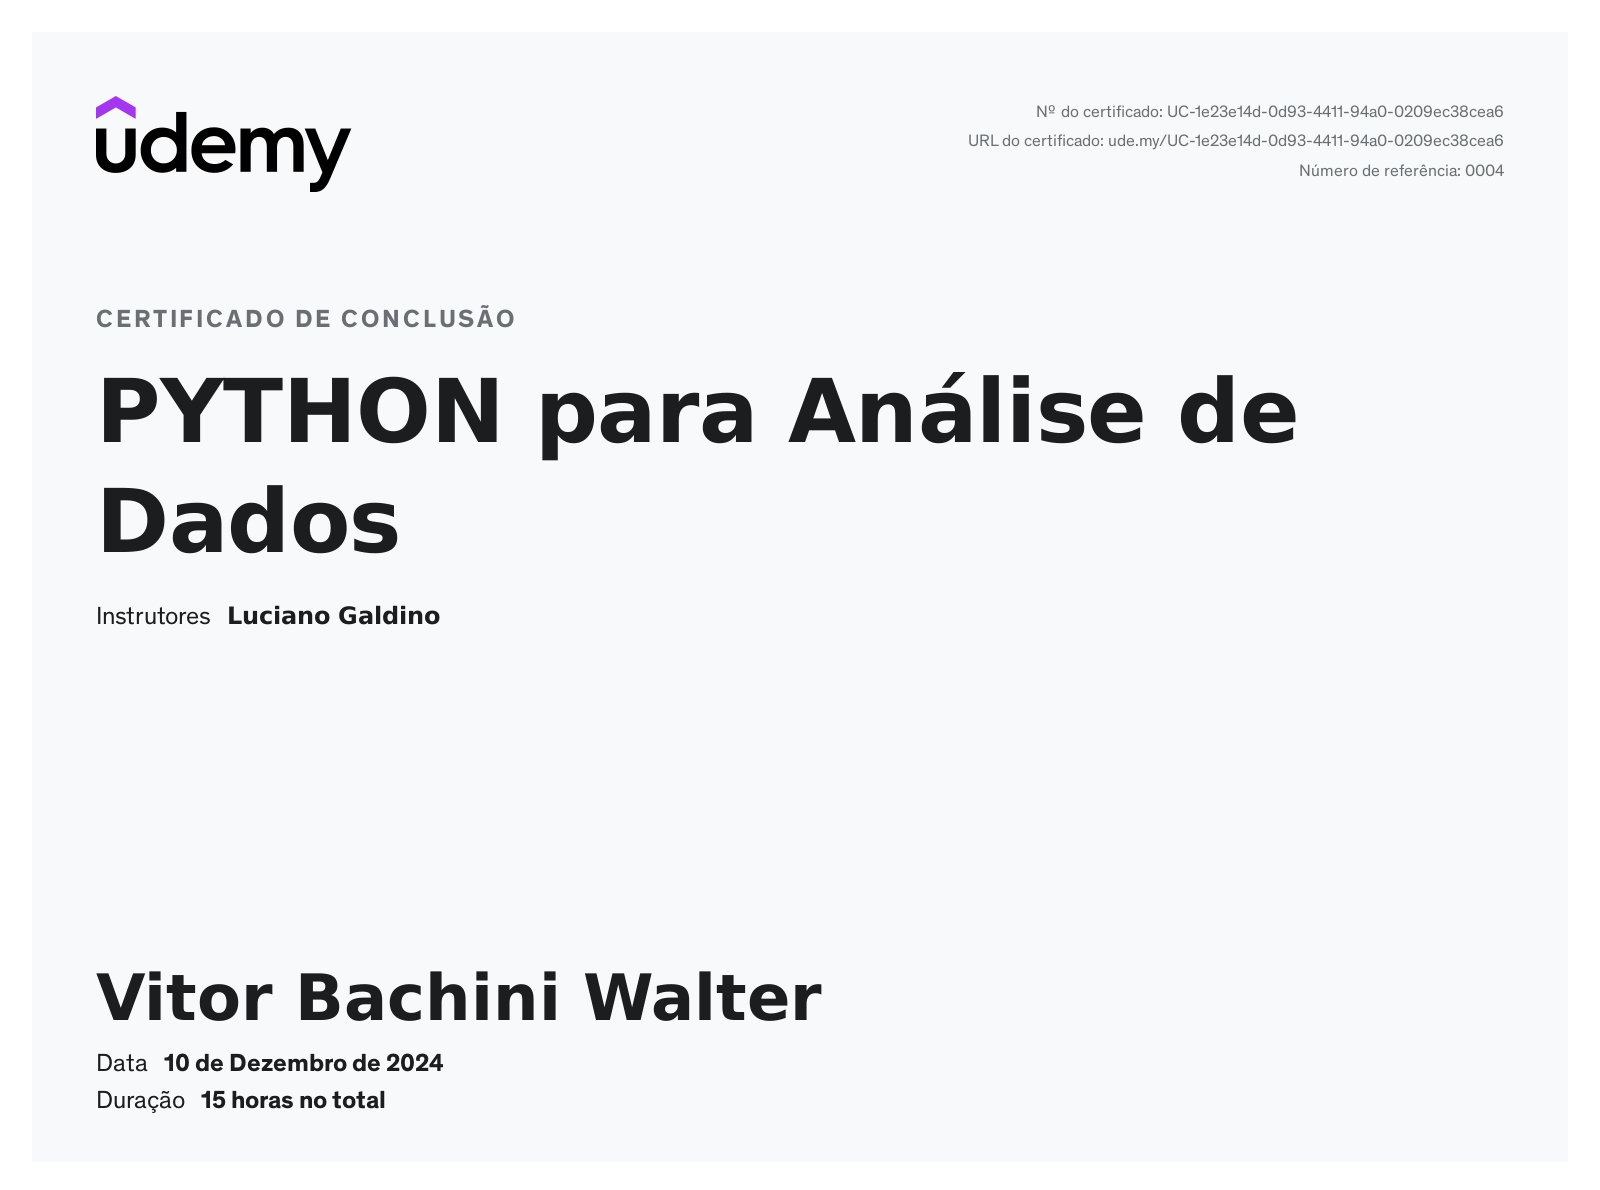 udemy
Nº do certificado: UC-1e23e14d-0d93-4411-94a0-0209ec38cea6
URL do certificado: ude.my/UC-1e23e14d-0d93-4411-94a0-0209ec38cea6
Número de referência: 0004
CERTIFICADO DE CONCLUSÃO
PYTHON para Análise de
Dados
Instrutores Luciano Galdino
Vitor Bachini Walter
Data 10 de Dezembro de 2024
Duração 15 horas no total